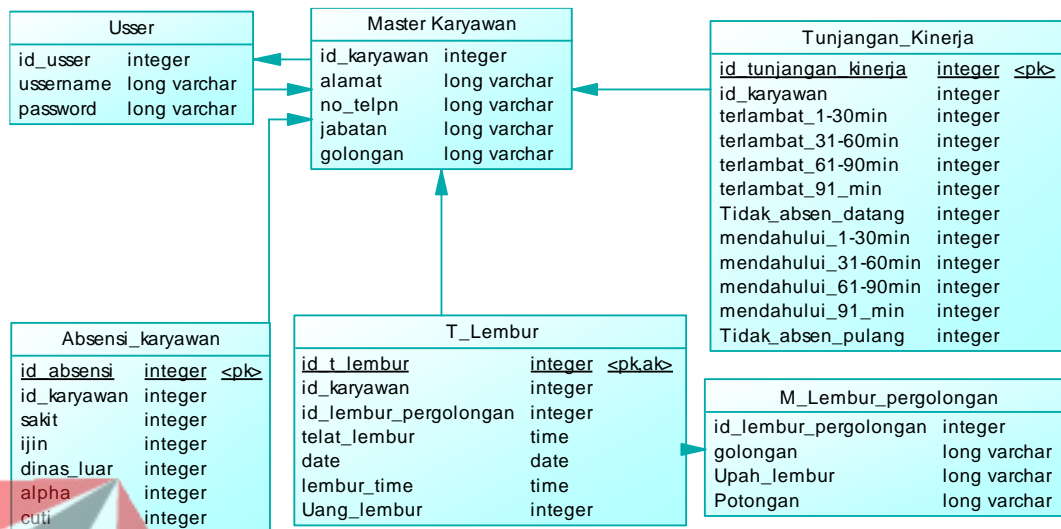 Usser
id_usser integer
ussername long varchar
password long varchar
Master Karyawan
id_karyawan integer
alamat long varchar
no_telpn long varchar
jabatan long varchar
golongan long varchar
Tunjangan_Kinerja
id_tunjangan_kinerja integer <pk>
id_karyawan integer
terlambat_1-30min integer
terlambat_31-60min integer
terlambat_61-90min integer
terlambat_91_min integer
Tidak_absen_datang integer
mendahului_1-30min integer
mendahului_31-60min integer
mendahului_61-90min integer
mendahului_91_min integer
Tidak_absen_pulang integer
Absensi_karyawan
id_absensi integer <pk>
id_karyawan integer
sakit integer
ijin integer
dinas_luar integer
alpha integer
cuti integer
T_Lembur
id_t_lembur integer <pk,ak>
id_karyawan integer
id_lembur_pergolongan integer
telat_lembur time
date date
lembur_time time
Uang_lembur integer
M_Lembur_pergolongan
id_lembur_pergolongan integer
golongan long varchar
Upah_lembur long varchar
Potongan long varchar